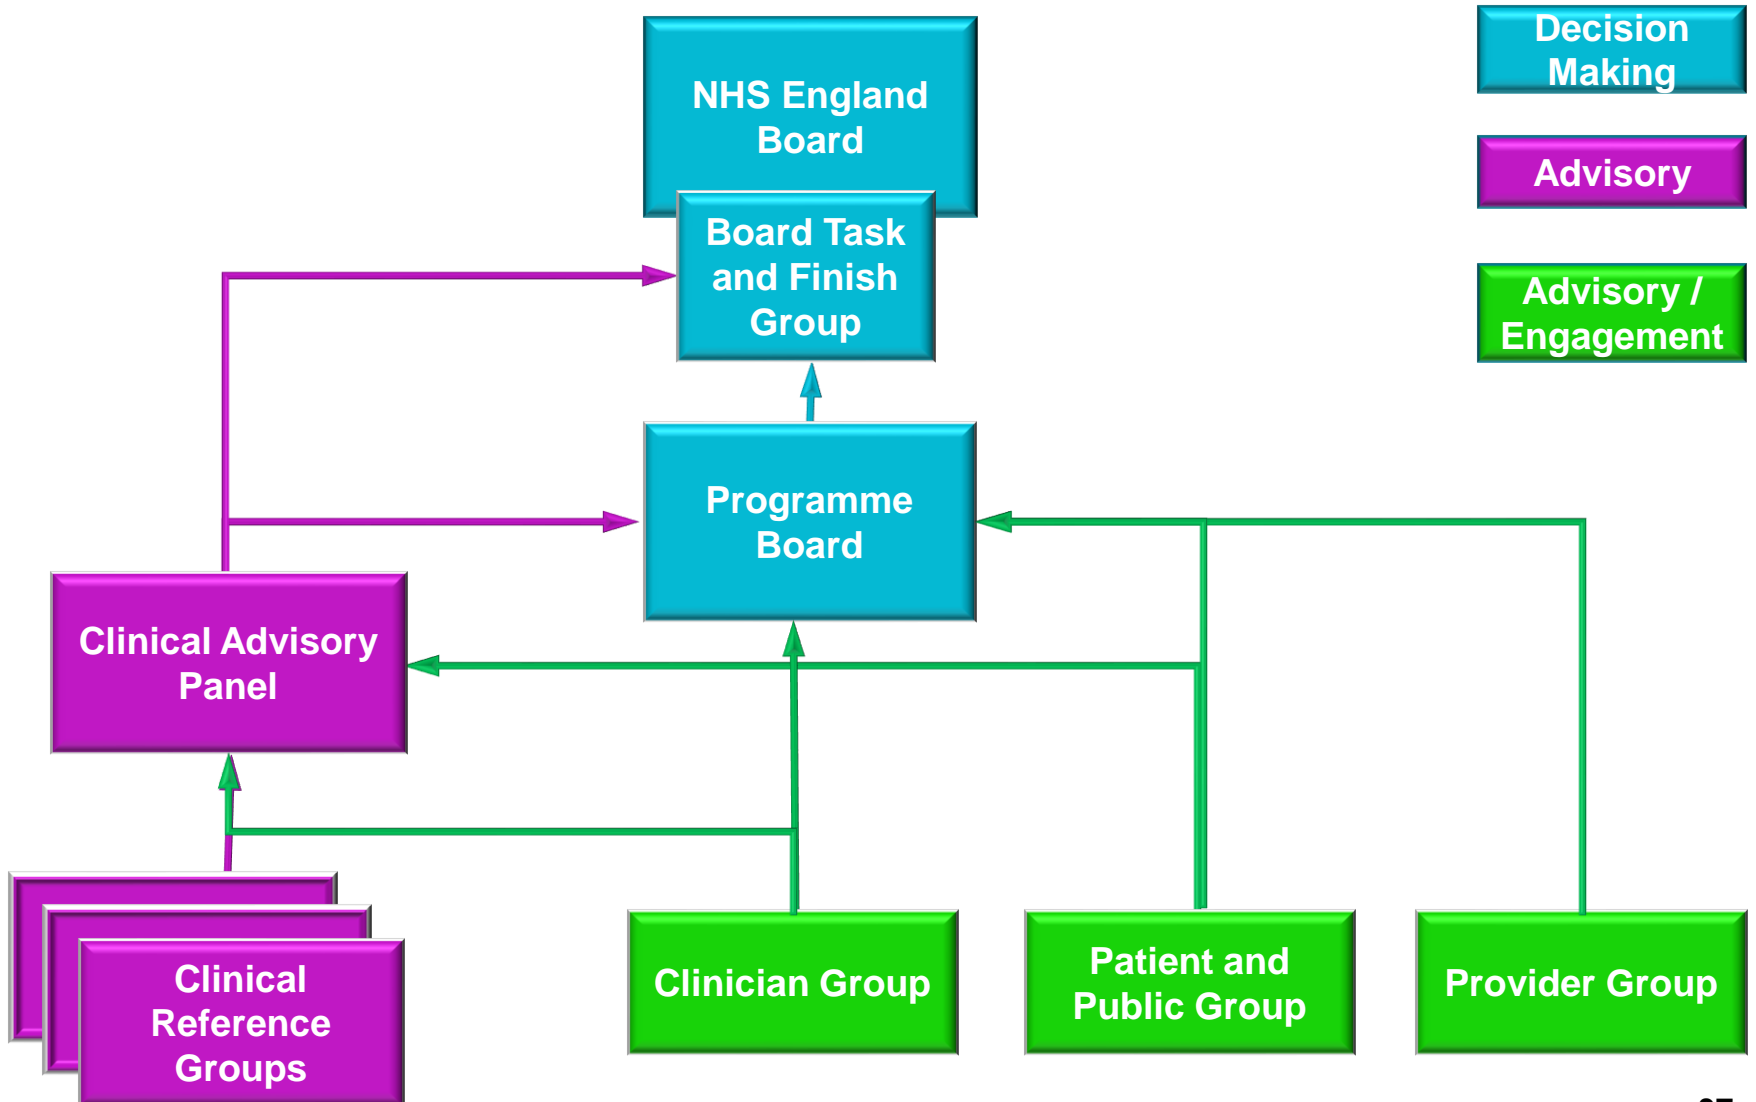 NHS England
Board
Board Task
and Finish
Group
Programme
Board
Clinical Advisory
Panel
Clinical
Reference
Groups
Clinician Group
Patient and
Public Group
Provider Group
Decision
Making
Advisory
Advisory /
Engagement